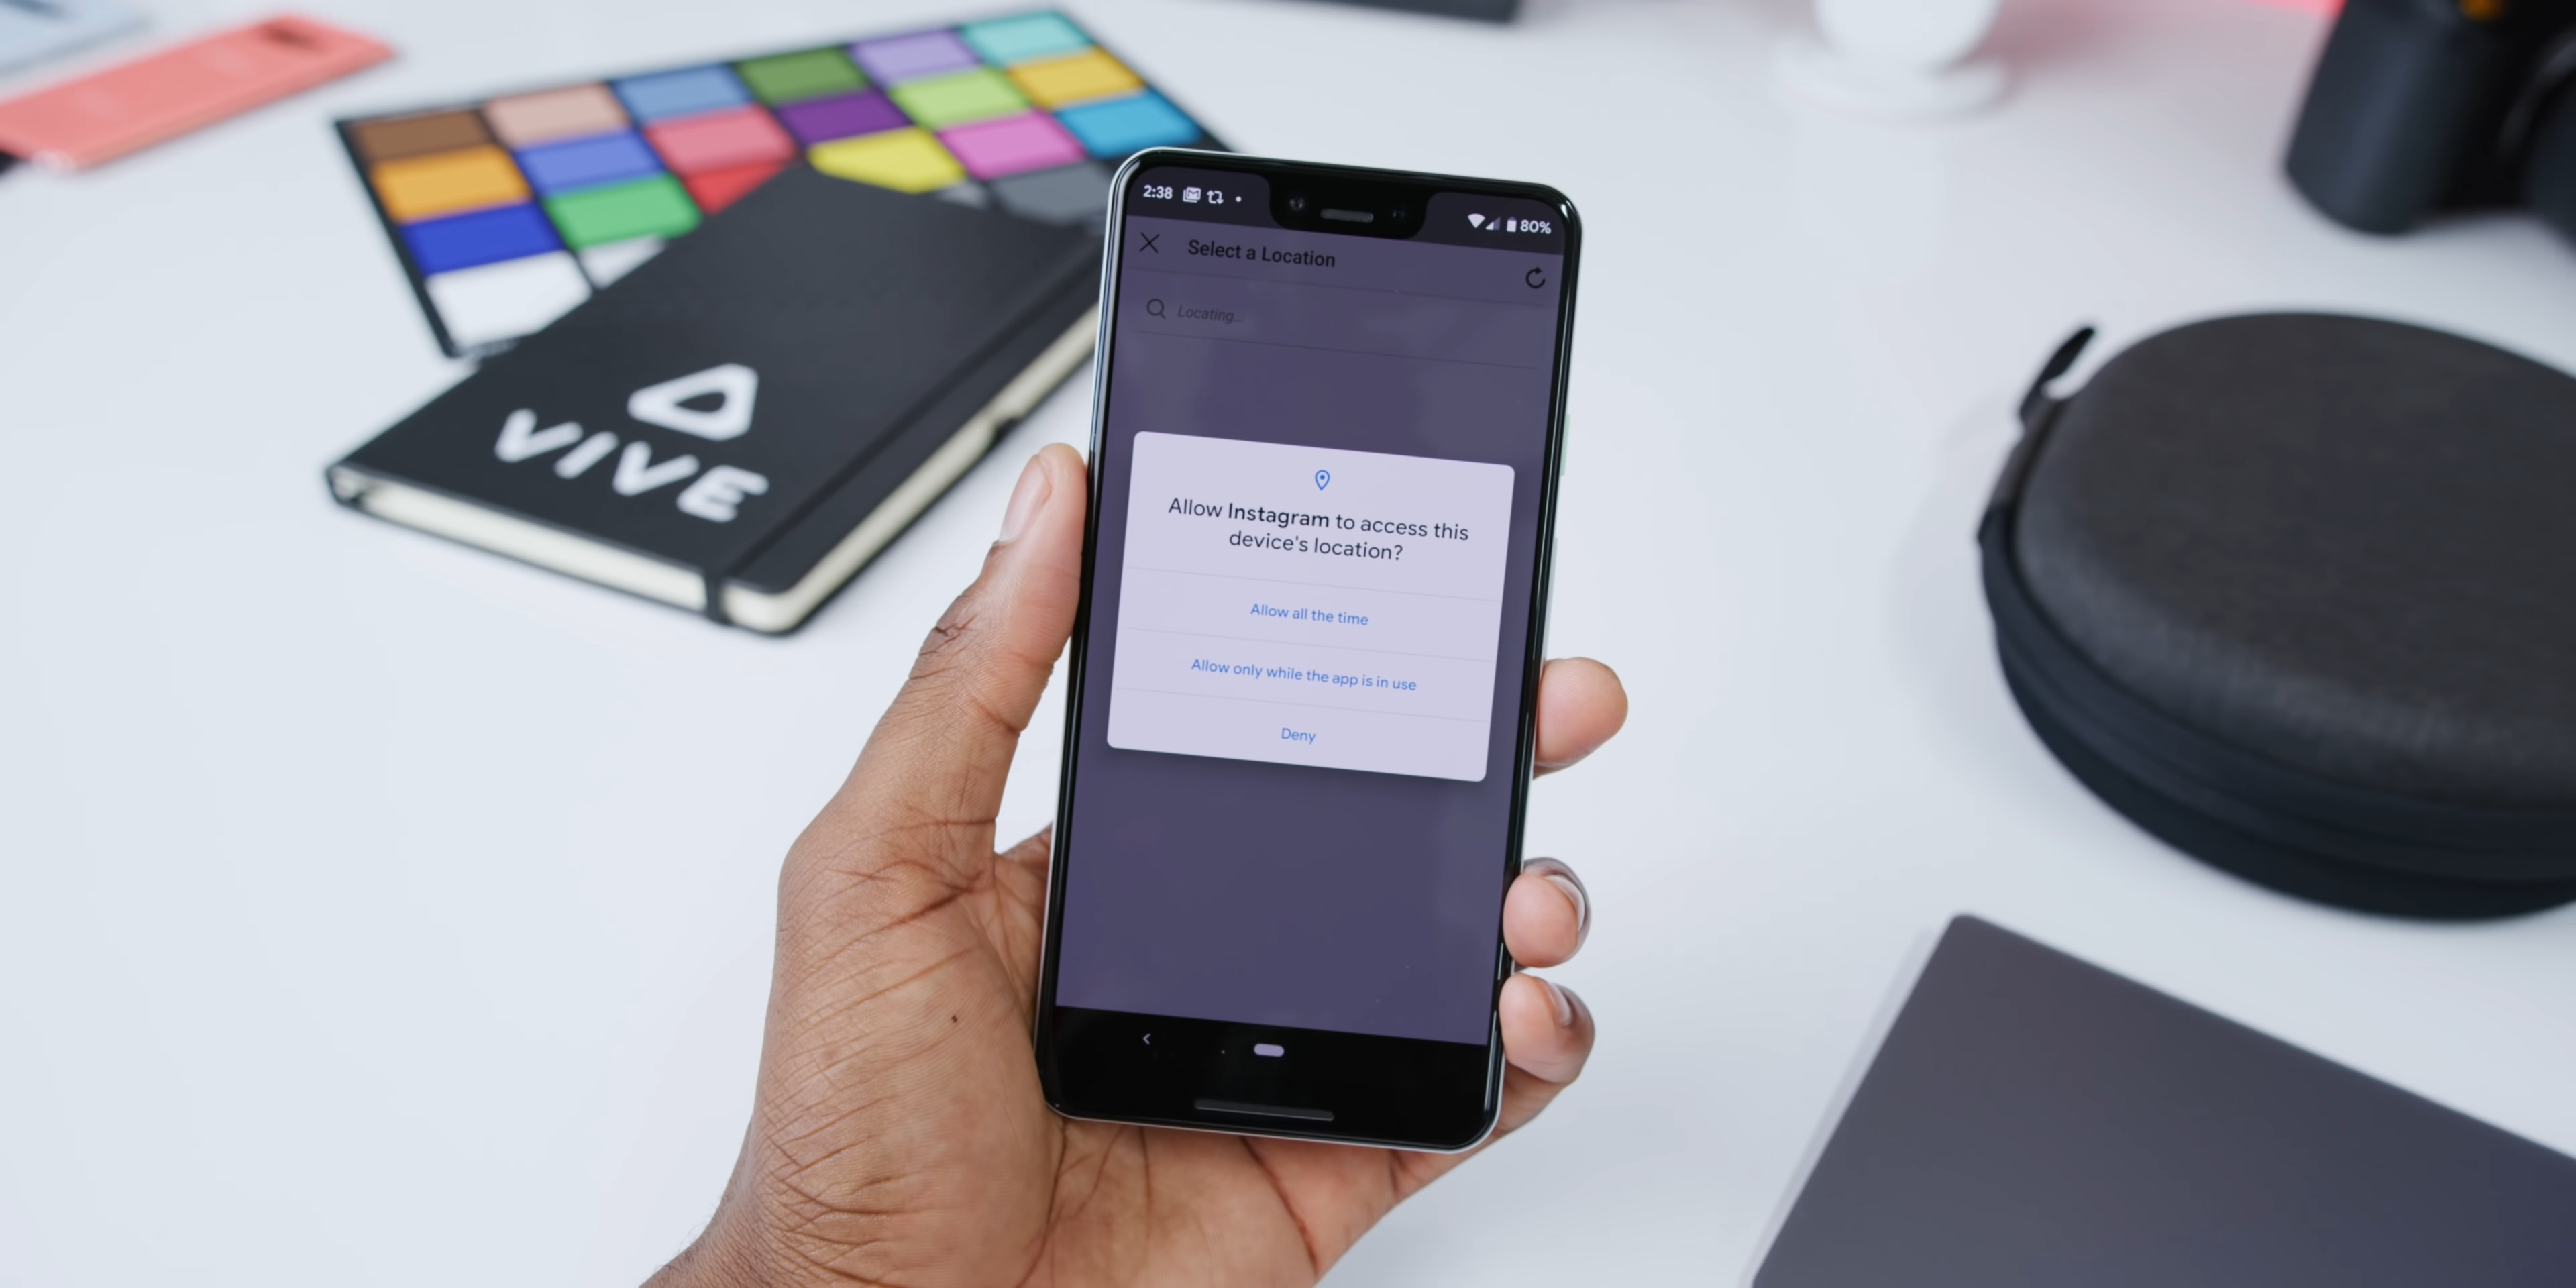 2:38
80%
Select a Location
Locating...
Allow Instagram to access this
device's location?
Allow all the time
Allow only while the app is in use
Deny
VIVE